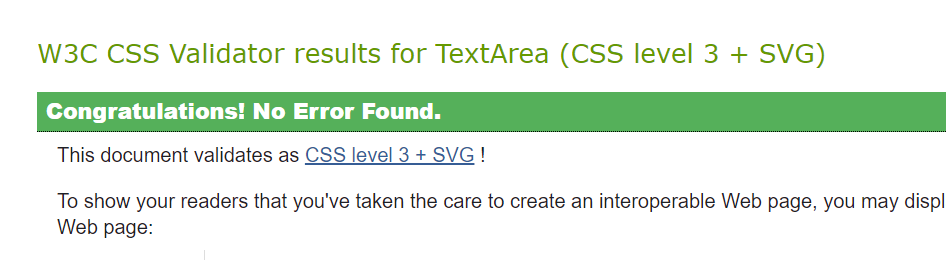 W3C CSS Validator results for TextArea (CSS level 3 + SVG)
Congratulations! No Error Found.
This document validates as CSS level 3 + SVG !
To show your readers that you've taken the care to create an interoperable Web page, you may displ
Web page: